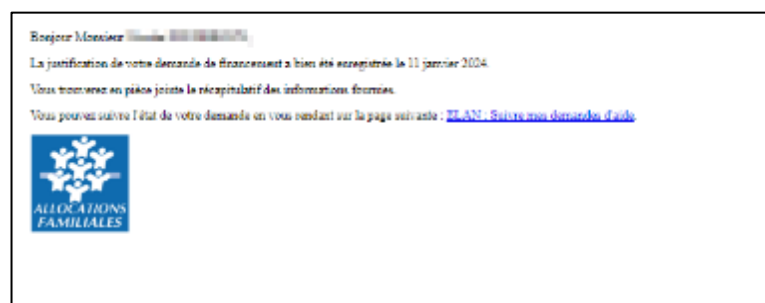 Bonjour Monsieur
La justification de votre demande de financement a bien été enregistrée le 11 janvier 2024.
Vous trouverez en pièce jointe le récapitulatif des informations fournies.
Vous pouvez suivre l'état de votre demande en vous rendant sur la page suivante : ELAN : Suivre mes demandes d'aide.
ALLOCATIONS
FAMILIALES